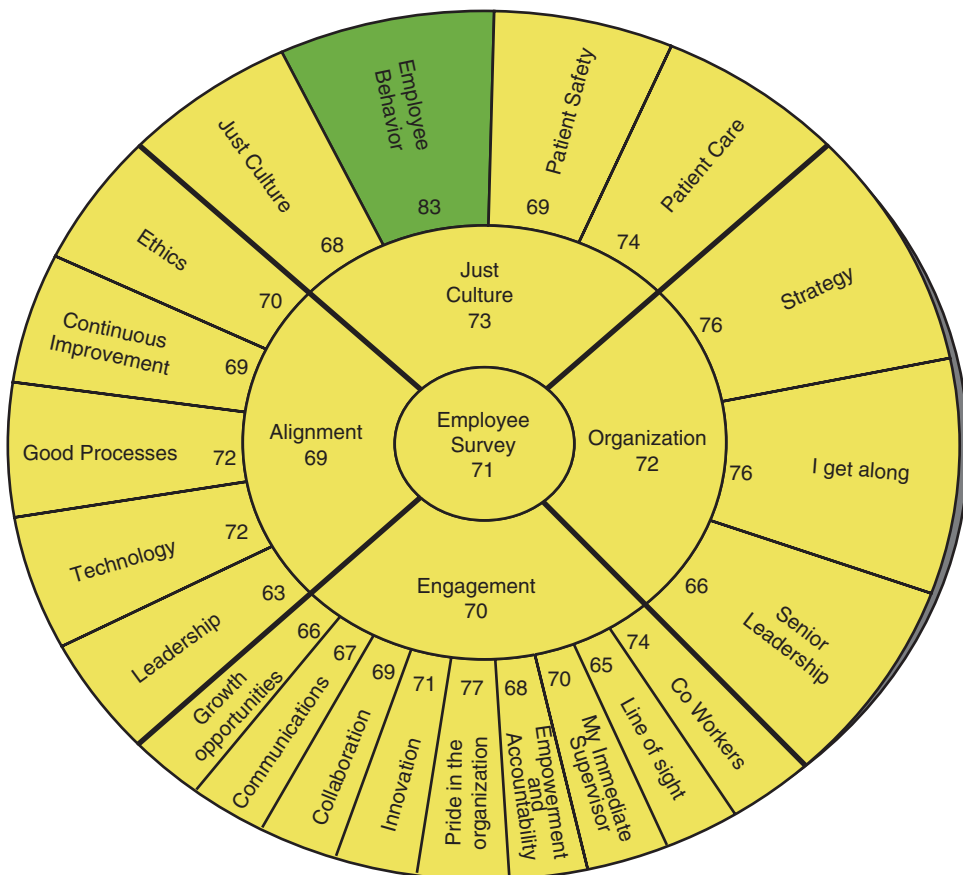 Employee
Survey
71
Just
Culture
73
Just Culture
68
Employee
Behavior
83
Patient Safety
69
Patient Care
74
Organization
72
Strategy
76
I get along
76
Senior
Leadership
66
Engagement
70
Co Workers
74
Line of sight
65
My Immediate
Supervisor
70
Empowerment
and
Accountability
68
Pride in the
organization
77
Innovation
71
Collaboration
69
Communications
67
Growth
opportunities
66
Alignment
69
Leadership
63
Technology
72
Good Processes
72
Continuous
Improvement
69
Ethics
70